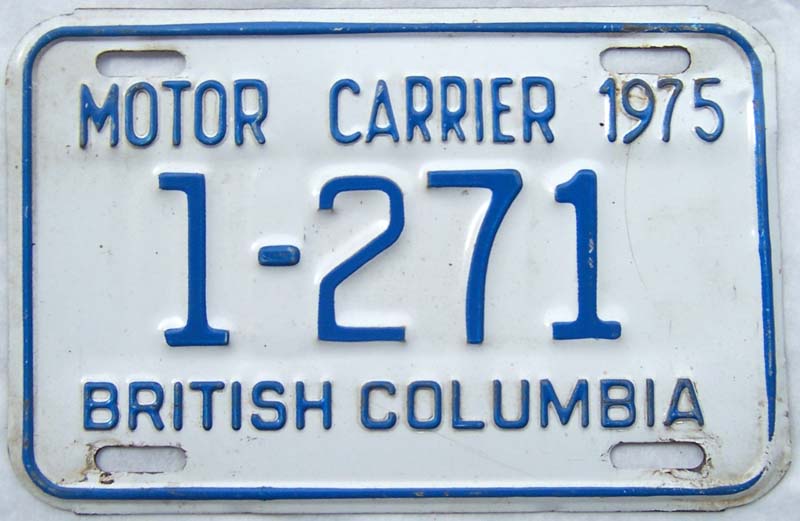 MOTOR CARRIER 1975
1-271
BRITISH COLUMBIA